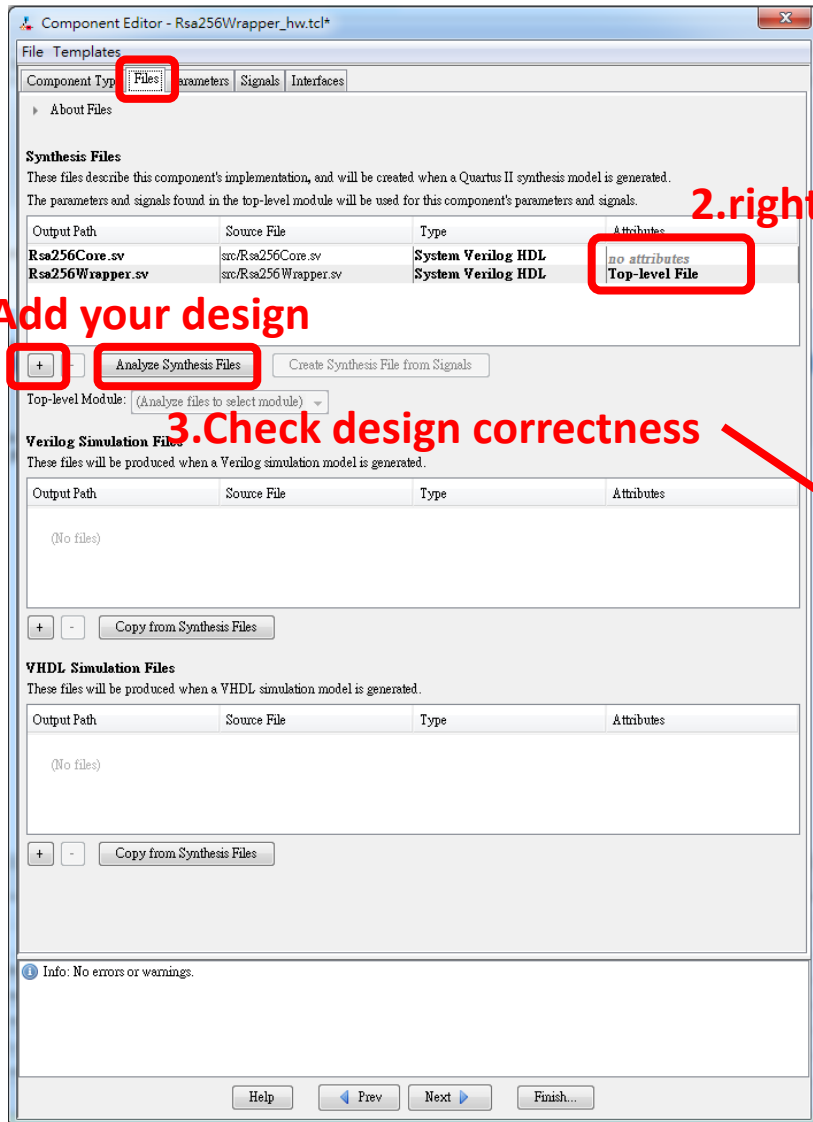 Component Editor - Rsa256Wrapper_hw.tcl*
File Templates
Component Typ Files arameters Signals Interfaces
About Files
Synthesis Files
These files describe this component's implementation, and will be created when a Quartus II synthesis model is generated.
The parameters and signals found in the top-level module will be used for this component's parameters and signals.
2.right
Output Path Source File Type Attributes
Rsa256Core.sv src/Rsa256Core.sv System Verilog HDL no attributes
Rsa256Wrapper.sv src/Rsa256Wrapper.sv System Verilog HDL Top-level File
Add your design
+ - Analyze Synthesis Files Create Synthesis File from Signals
Top-level Module: (Analyze files to select module)
3.Check design correctness
Verilog Simulation Files
These files will be produced when a Verilog simulation model is generated.
Output Path Source File Type Attributes
(No files)
+ - Copy from Synthesis Files
VHDL Simulation Files
These files will be produced when a VHDL simulation model is generated.
Output Path Source File Type Attributes
(No files)
+ - Copy from Synthesis Files
Info: No errors or warnings.
Help Prev Next Finish...